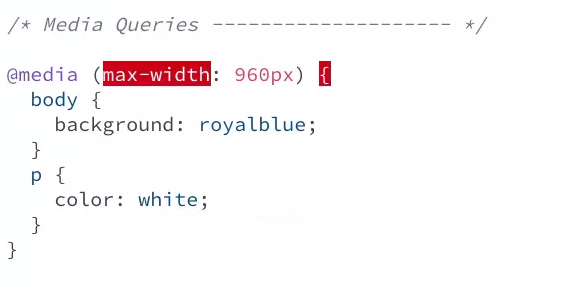 /* Media Queries -------------------- */
@media (max-width: 960px) {
  body {
    background: royalblue;
  }
  p {
    color: white;
  }
}